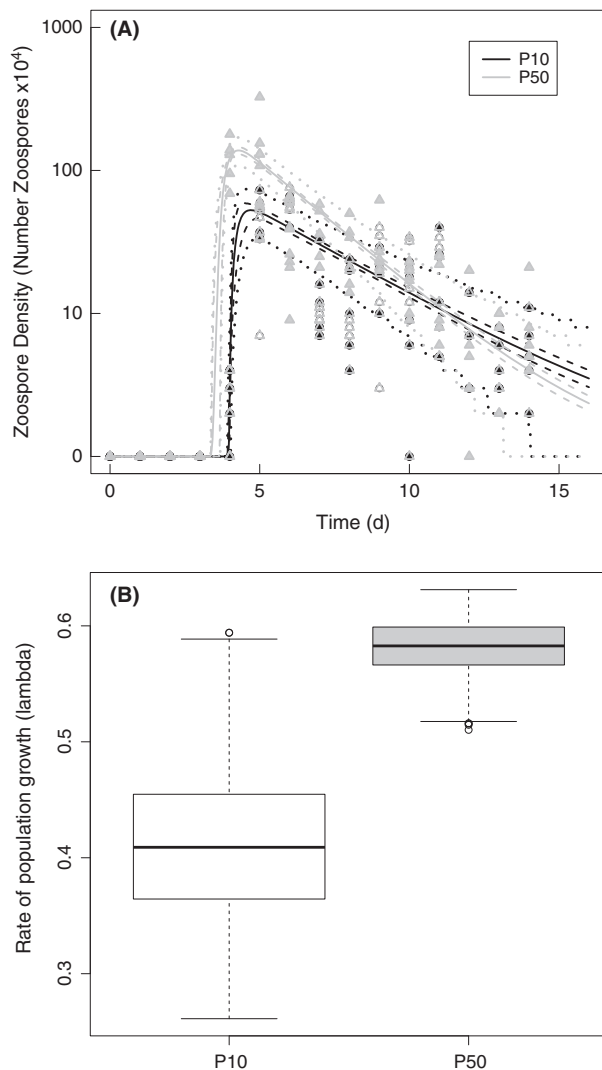 (A)
P10
P50
1000
100
10
0
Zoospore Density (Number Zoospores x10⁴)
0
5
10
15
Time (d)
(B)
0.6
0.5
0.4
0.3
Rate of population growth (lambda)
P10
P50